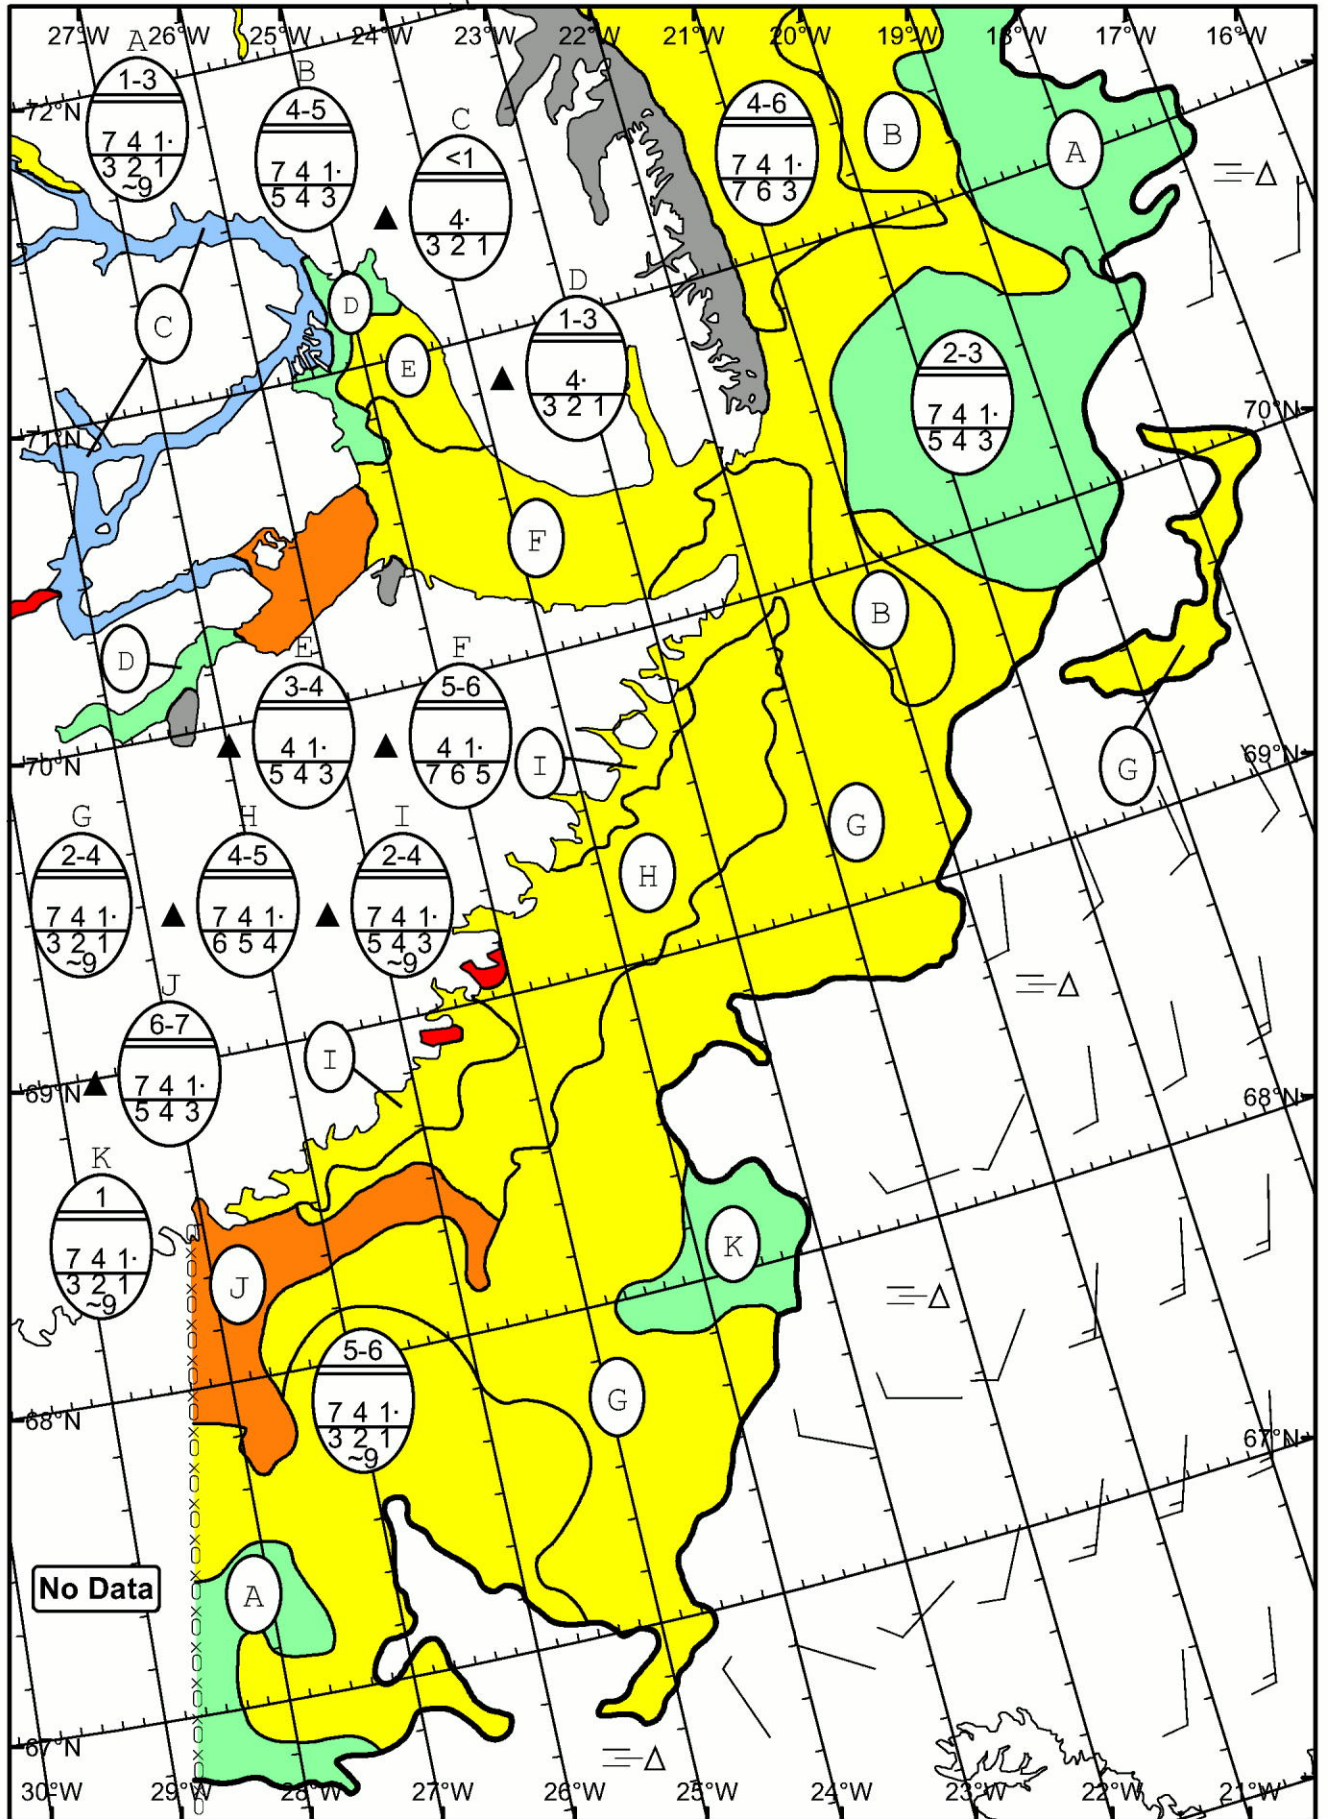 27°W 26°W 25°W 24°W 23°W 22°W 21°W 20°W 19°W 18°W 17°W 16°W
A
1-3
7 4 1·
3 2 1
~9
B
4-5
7 4 1·
5 4 3
C
<1
4·
3 2 1
4-6
7 4 1·
7 6 3
B
A
72°N
D
1-3
4·
3 2 1
C
D
E
2-3
7 4 1·
5 4 3
70°N
71°N
F
B
D
E
3-4
4 1·
5 4 3
F
5-6
4 1·
7 6 5
I
G
69°N
70°N
G
2-4
7 4 1·
3 2 1
~9
H
4-5
7 4 1·
6 5 4
I
2-4
7 4 1·
5 4 3
~9
H
G
J
6-7
7 4 1·
5 4 3
I
69°N
68°N
K
1
7 4 1·
3 2 1
~9
J
K
5-6
7 4 1·
3 2 1
~9
G
68°N
67°N
No Data
A
67°N
30°W 29°W 28°W 27°W 26°W 25°W 24°W 23°W 22°W 21°W